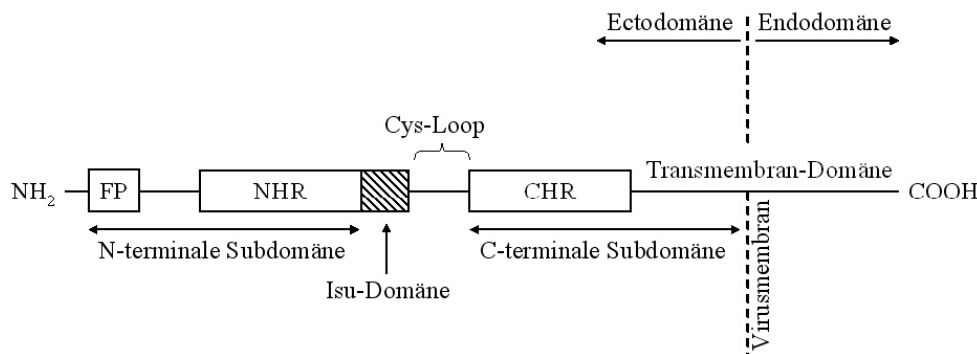 Ectodomäne Endodomäne
Cys-Loop
Transmembran-Domäne
NH2 FP NHR CHR COOH
N-terminale Subdomäne C-terminale Subdomäne
Isu-Domäne
Virusmembran